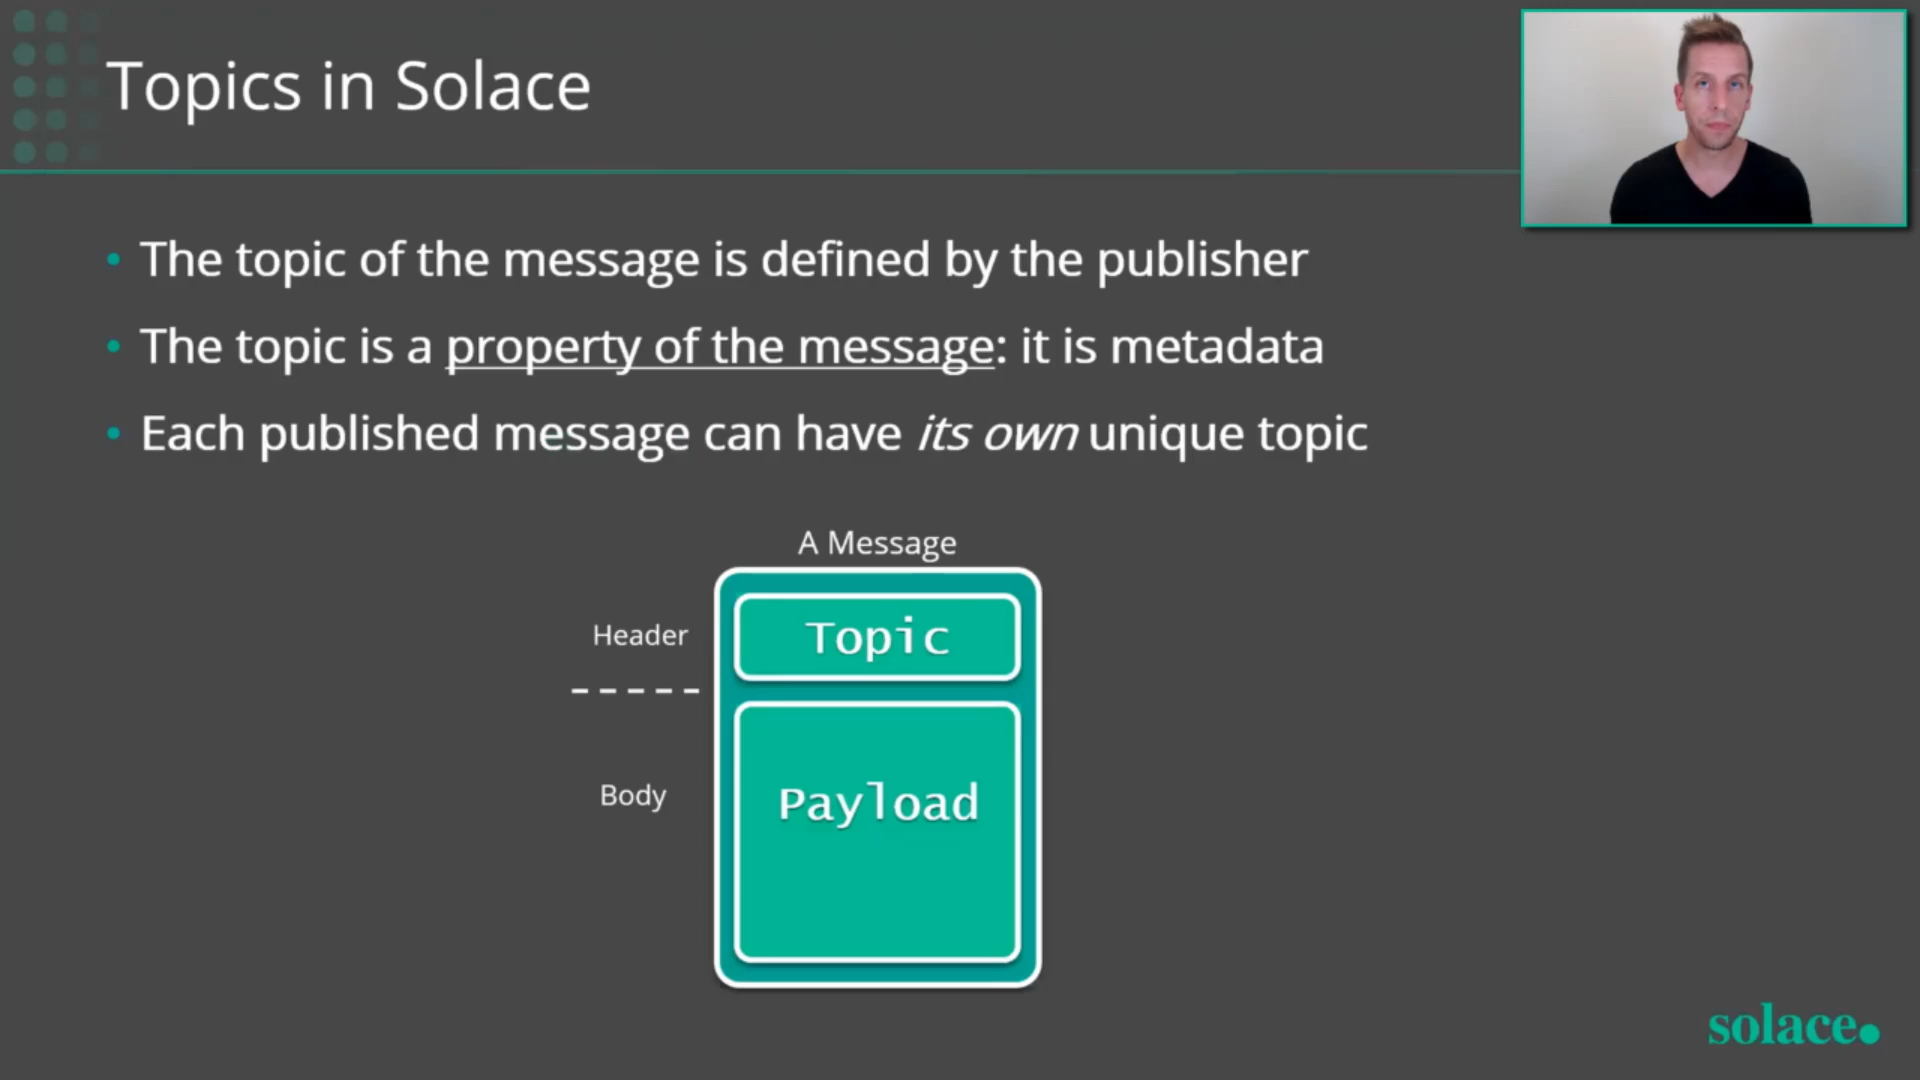 Topics in Solace
• The topic of the message is defined by the publisher
• The topic is a property of the message: it is metadata
• Each published message can have its own unique topic
A Message
Header
Topic
Body
Payload
solace.